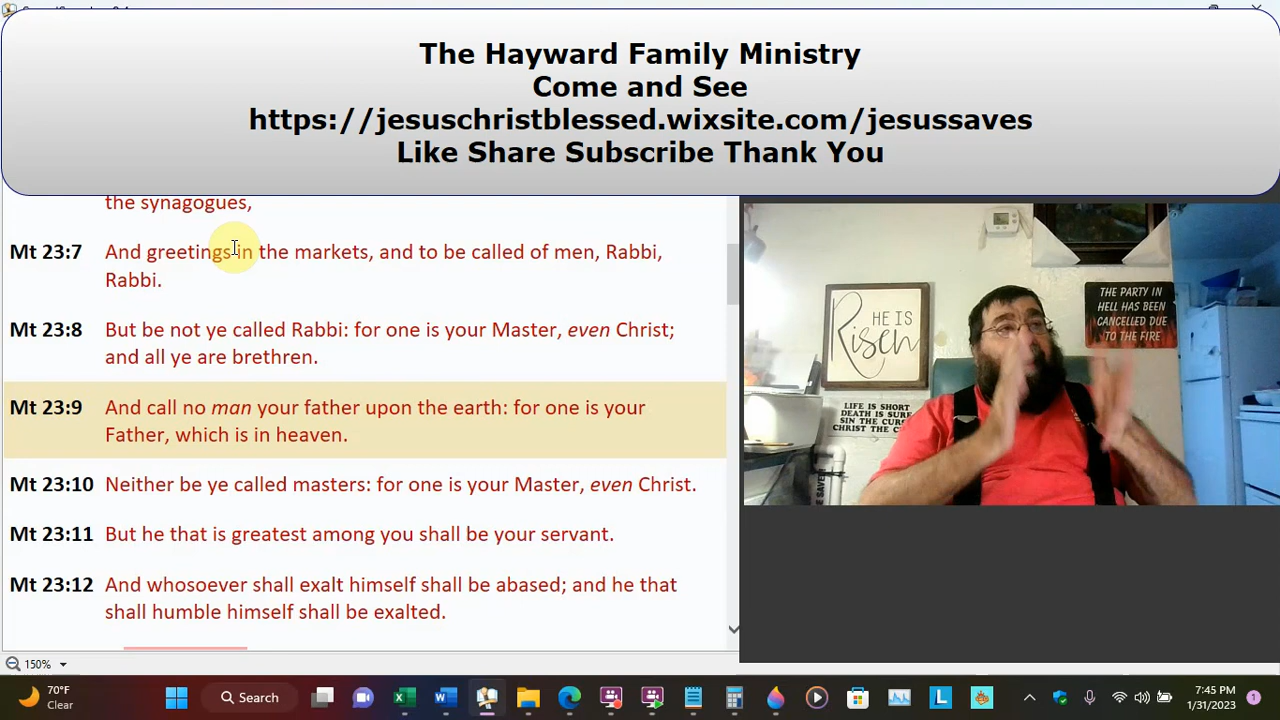 The Hayward Family Ministry
Come and See
https://jesuschristblessed.wixsite.com/jesussaves
Like Share Subscribe Thank You
the synagogues,
Mt 23:7 And greetings in the markets, and to be called of men, Rabbi,
Rabbi.
Mt 23:8 But be not ye called Rabbi: for one is your Master, even Christ;
and all ye are brethren.
Mt 23:9 And call no man your father upon the earth: for one is your
Father, which is in heaven.
Mt 23:10 Neither be ye called masters: for one is your Master, even Christ.
Mt 23:11 But he that is greatest among you shall be your servant.
Mt 23:12 And whosoever shall exalt himself shall be abased; and he that
shall humble himself shall be exalted.
HE IS
Risen
THE PARTY IN
HELL HAS BEEN
CANCELLED DUE
TO THE FIRE
LIFE IS SHORT
DEATH IS SURE
SIN THE CURSE
CHRIST THE
150%
70°F
Clear
Search
7:45 PM
1/31/2023
1